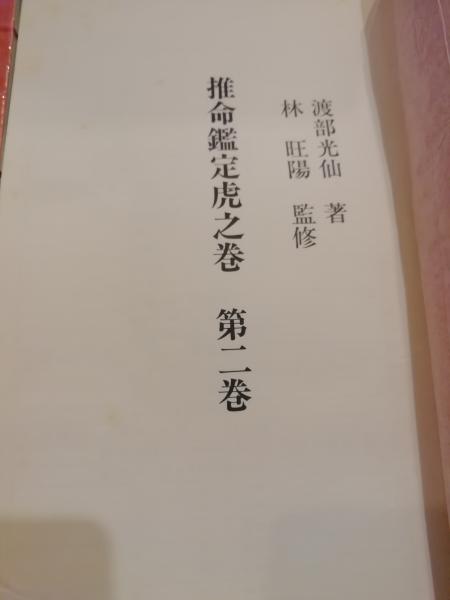 渡部光仙 著
林 旺陽 監修
推命鑑定虎之巻 第二巻